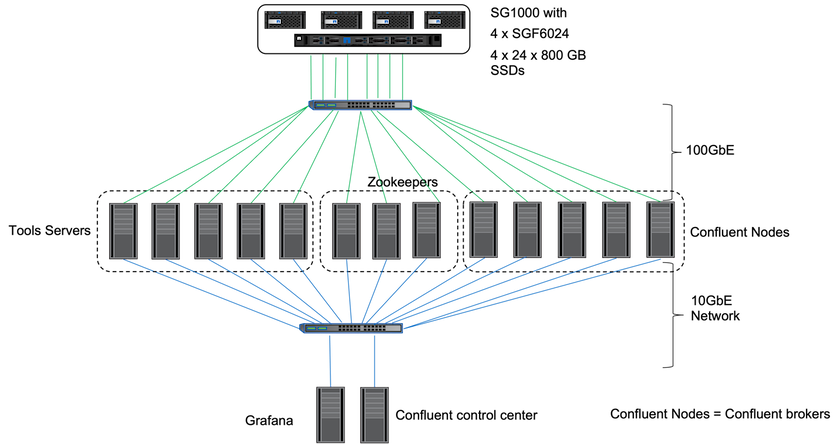 SG1000 with
4 x SGF6024
4 x 24 x 800 GB
SSDs
100GbE
Zookeepers
Tools Servers
Confluent Nodes
10GbE
Network
Grafana
Confluent control center
Confluent Nodes = Confluent brokers